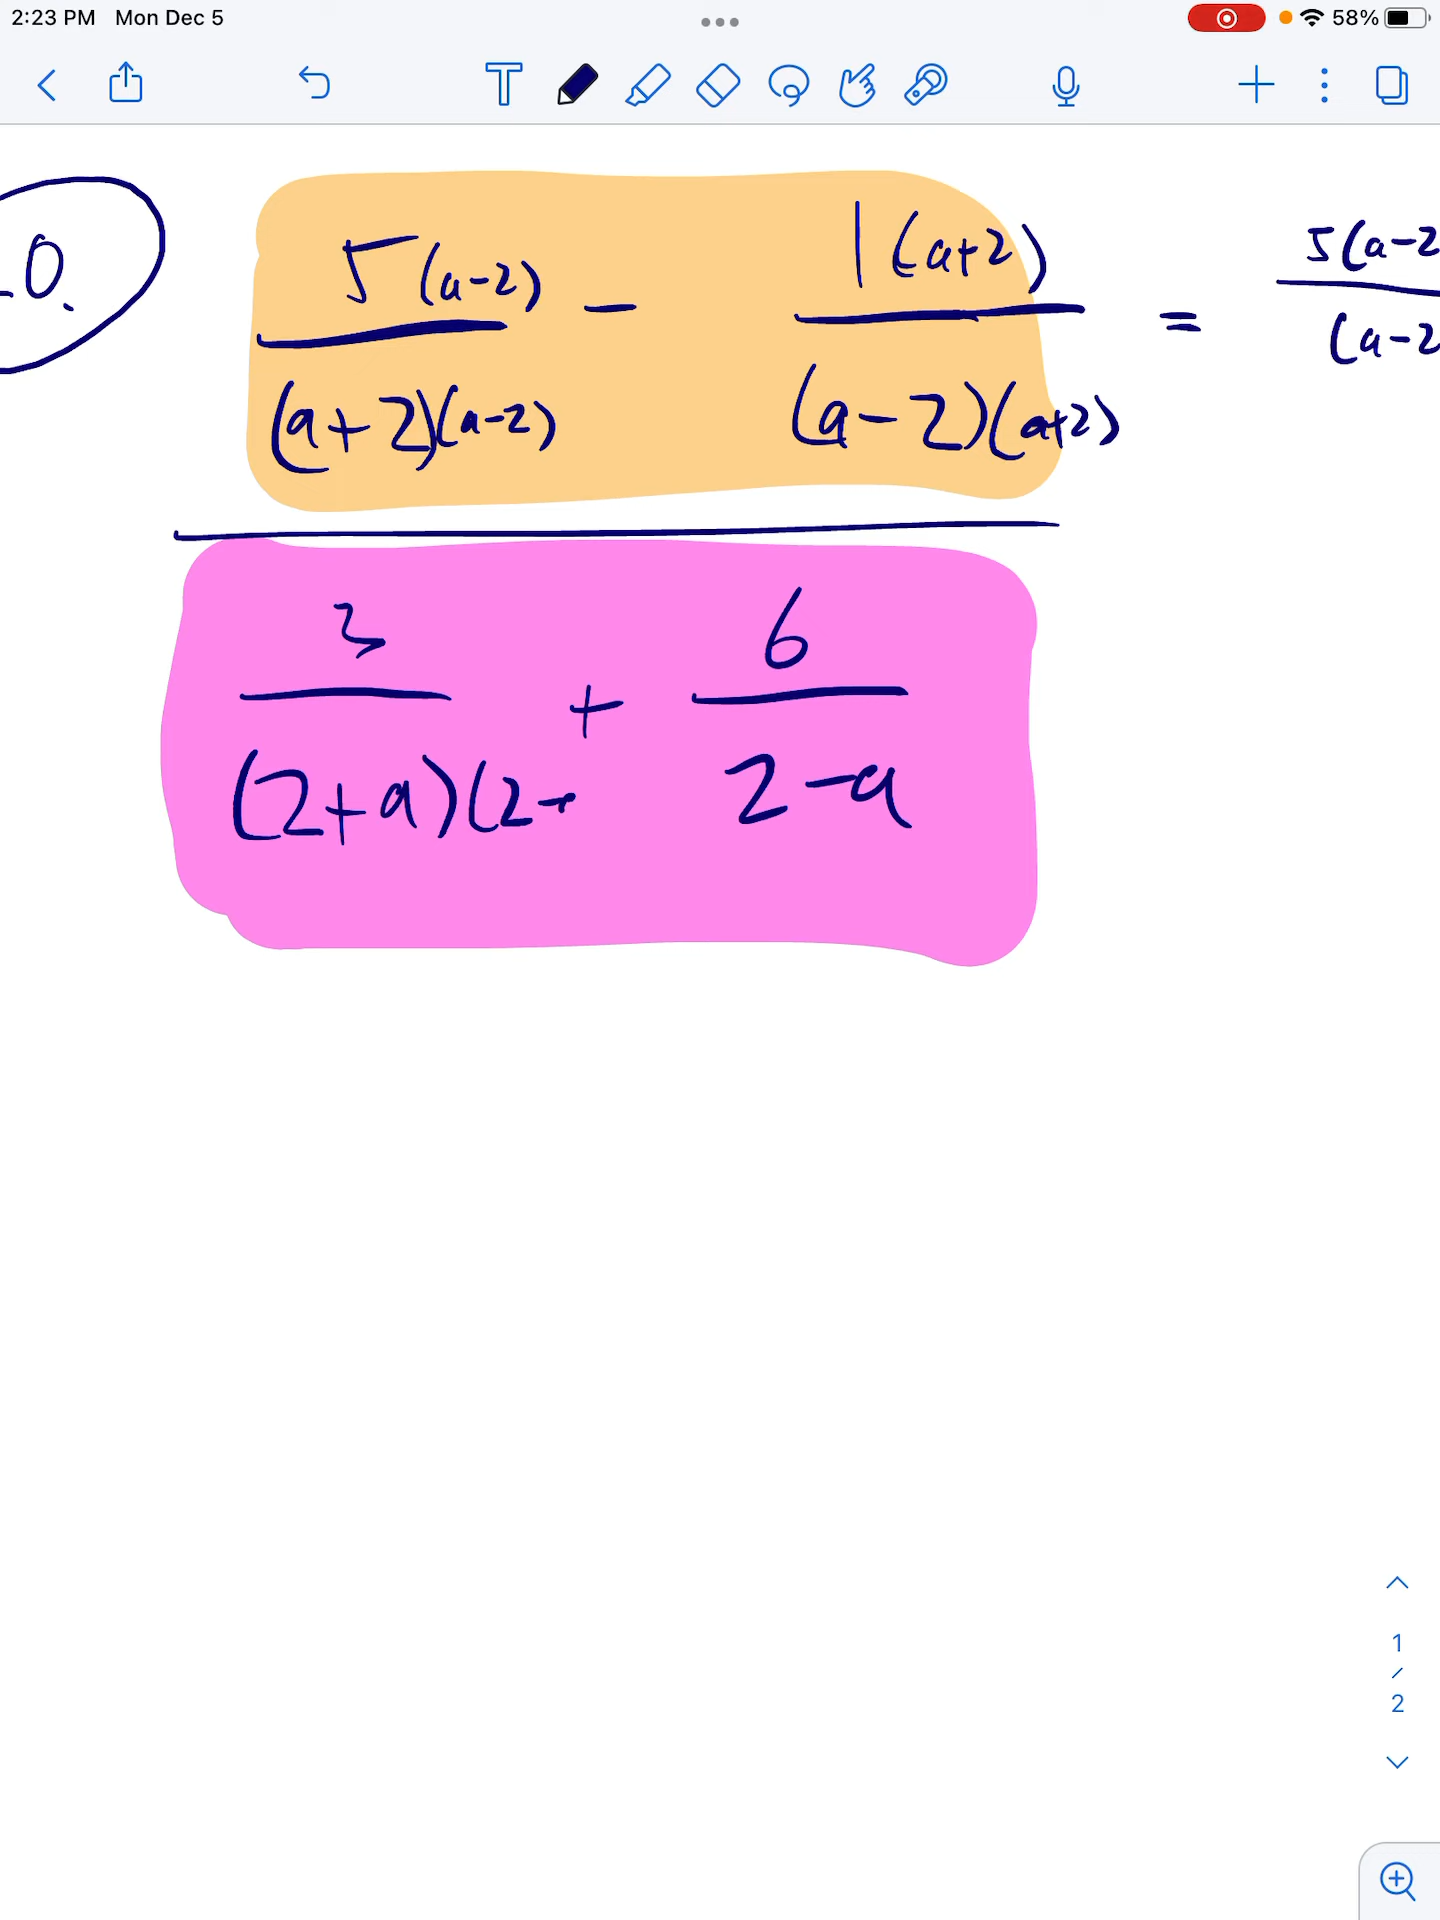 2:23 PM Mon Dec 5 58%
T
0.
5(a-2) - 1(a+2) = 5(a-2
(a+2)(a-2) (a-2)(a+2) (a-2
3 + 6
(2+a)(2- 2-a
1
/
2